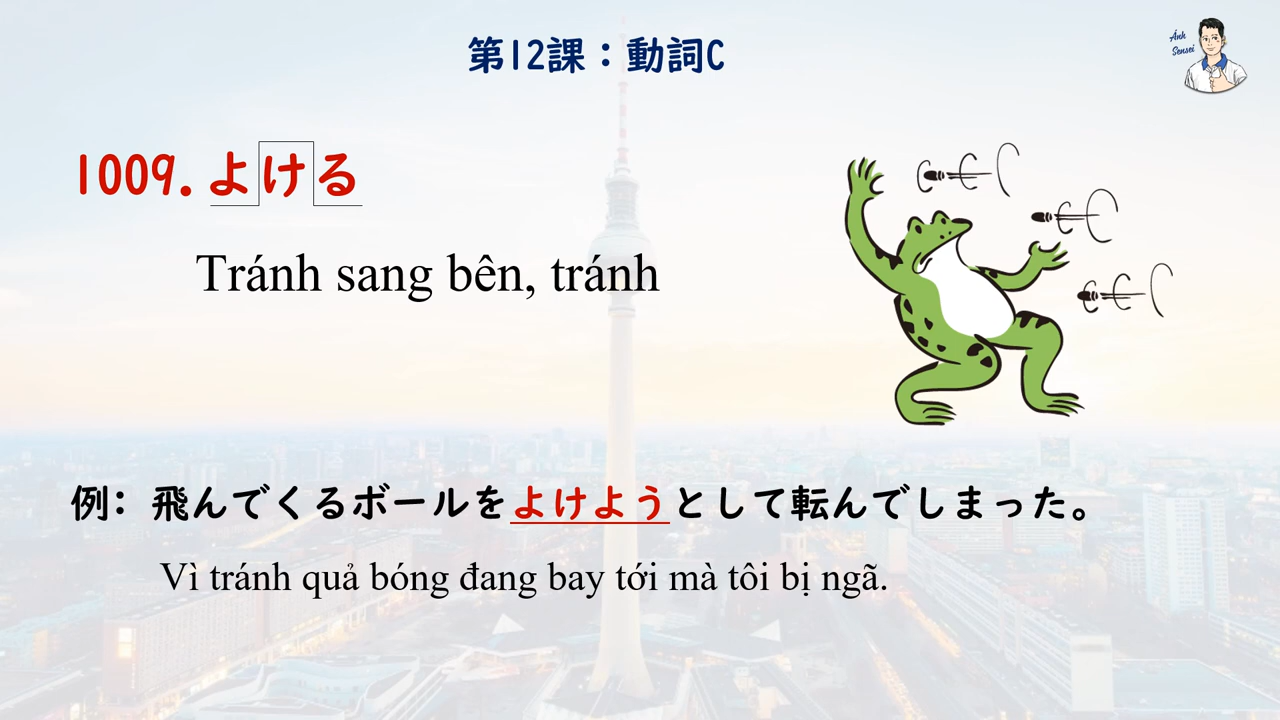 第12課：動詞C
Anh
Sensei
1009. よける
Tránh sang bên, tránh
例: 飛んでくるボールをよけようとして転んでしまった。
Vì tránh quả bóng đang bay tới mà tôi bị ngã.